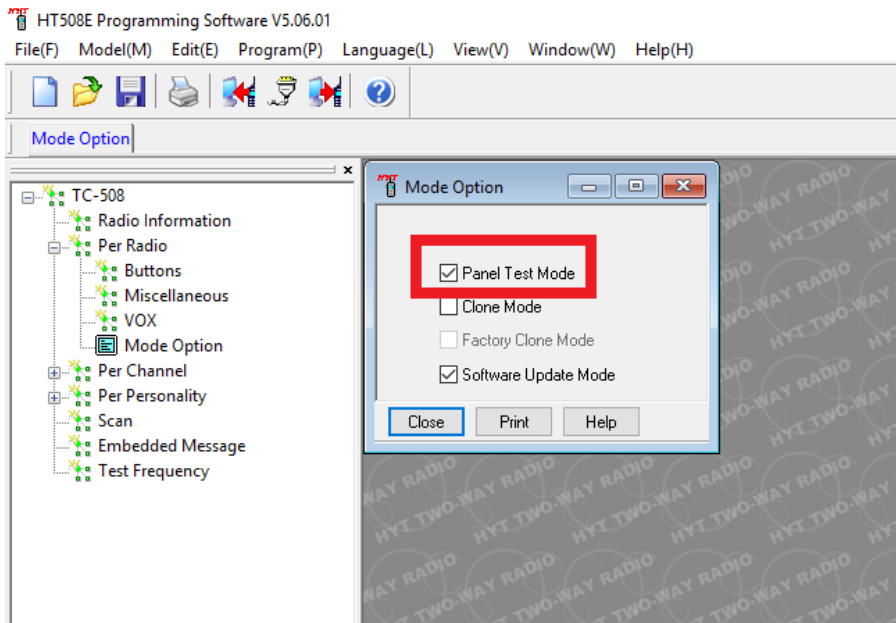 HYT HT508E Programming Software V5.06.01
File(F) Model(M) Edit(E) Program(P) Language(L) View(V) Window(W) Help(H)
Mode Option
TC-508
Radio Information
Per Radio
Buttons
Miscellaneous
VOX
Mode Option
Per Channel
Per Personality
Scan
Embedded Message
Test Frequency
HYT Mode Option
Panel Test Mode
Clone Mode
Factory Clone Mode
Software Update Mode
Close Print Help
HYT TWO-WAY RADIO